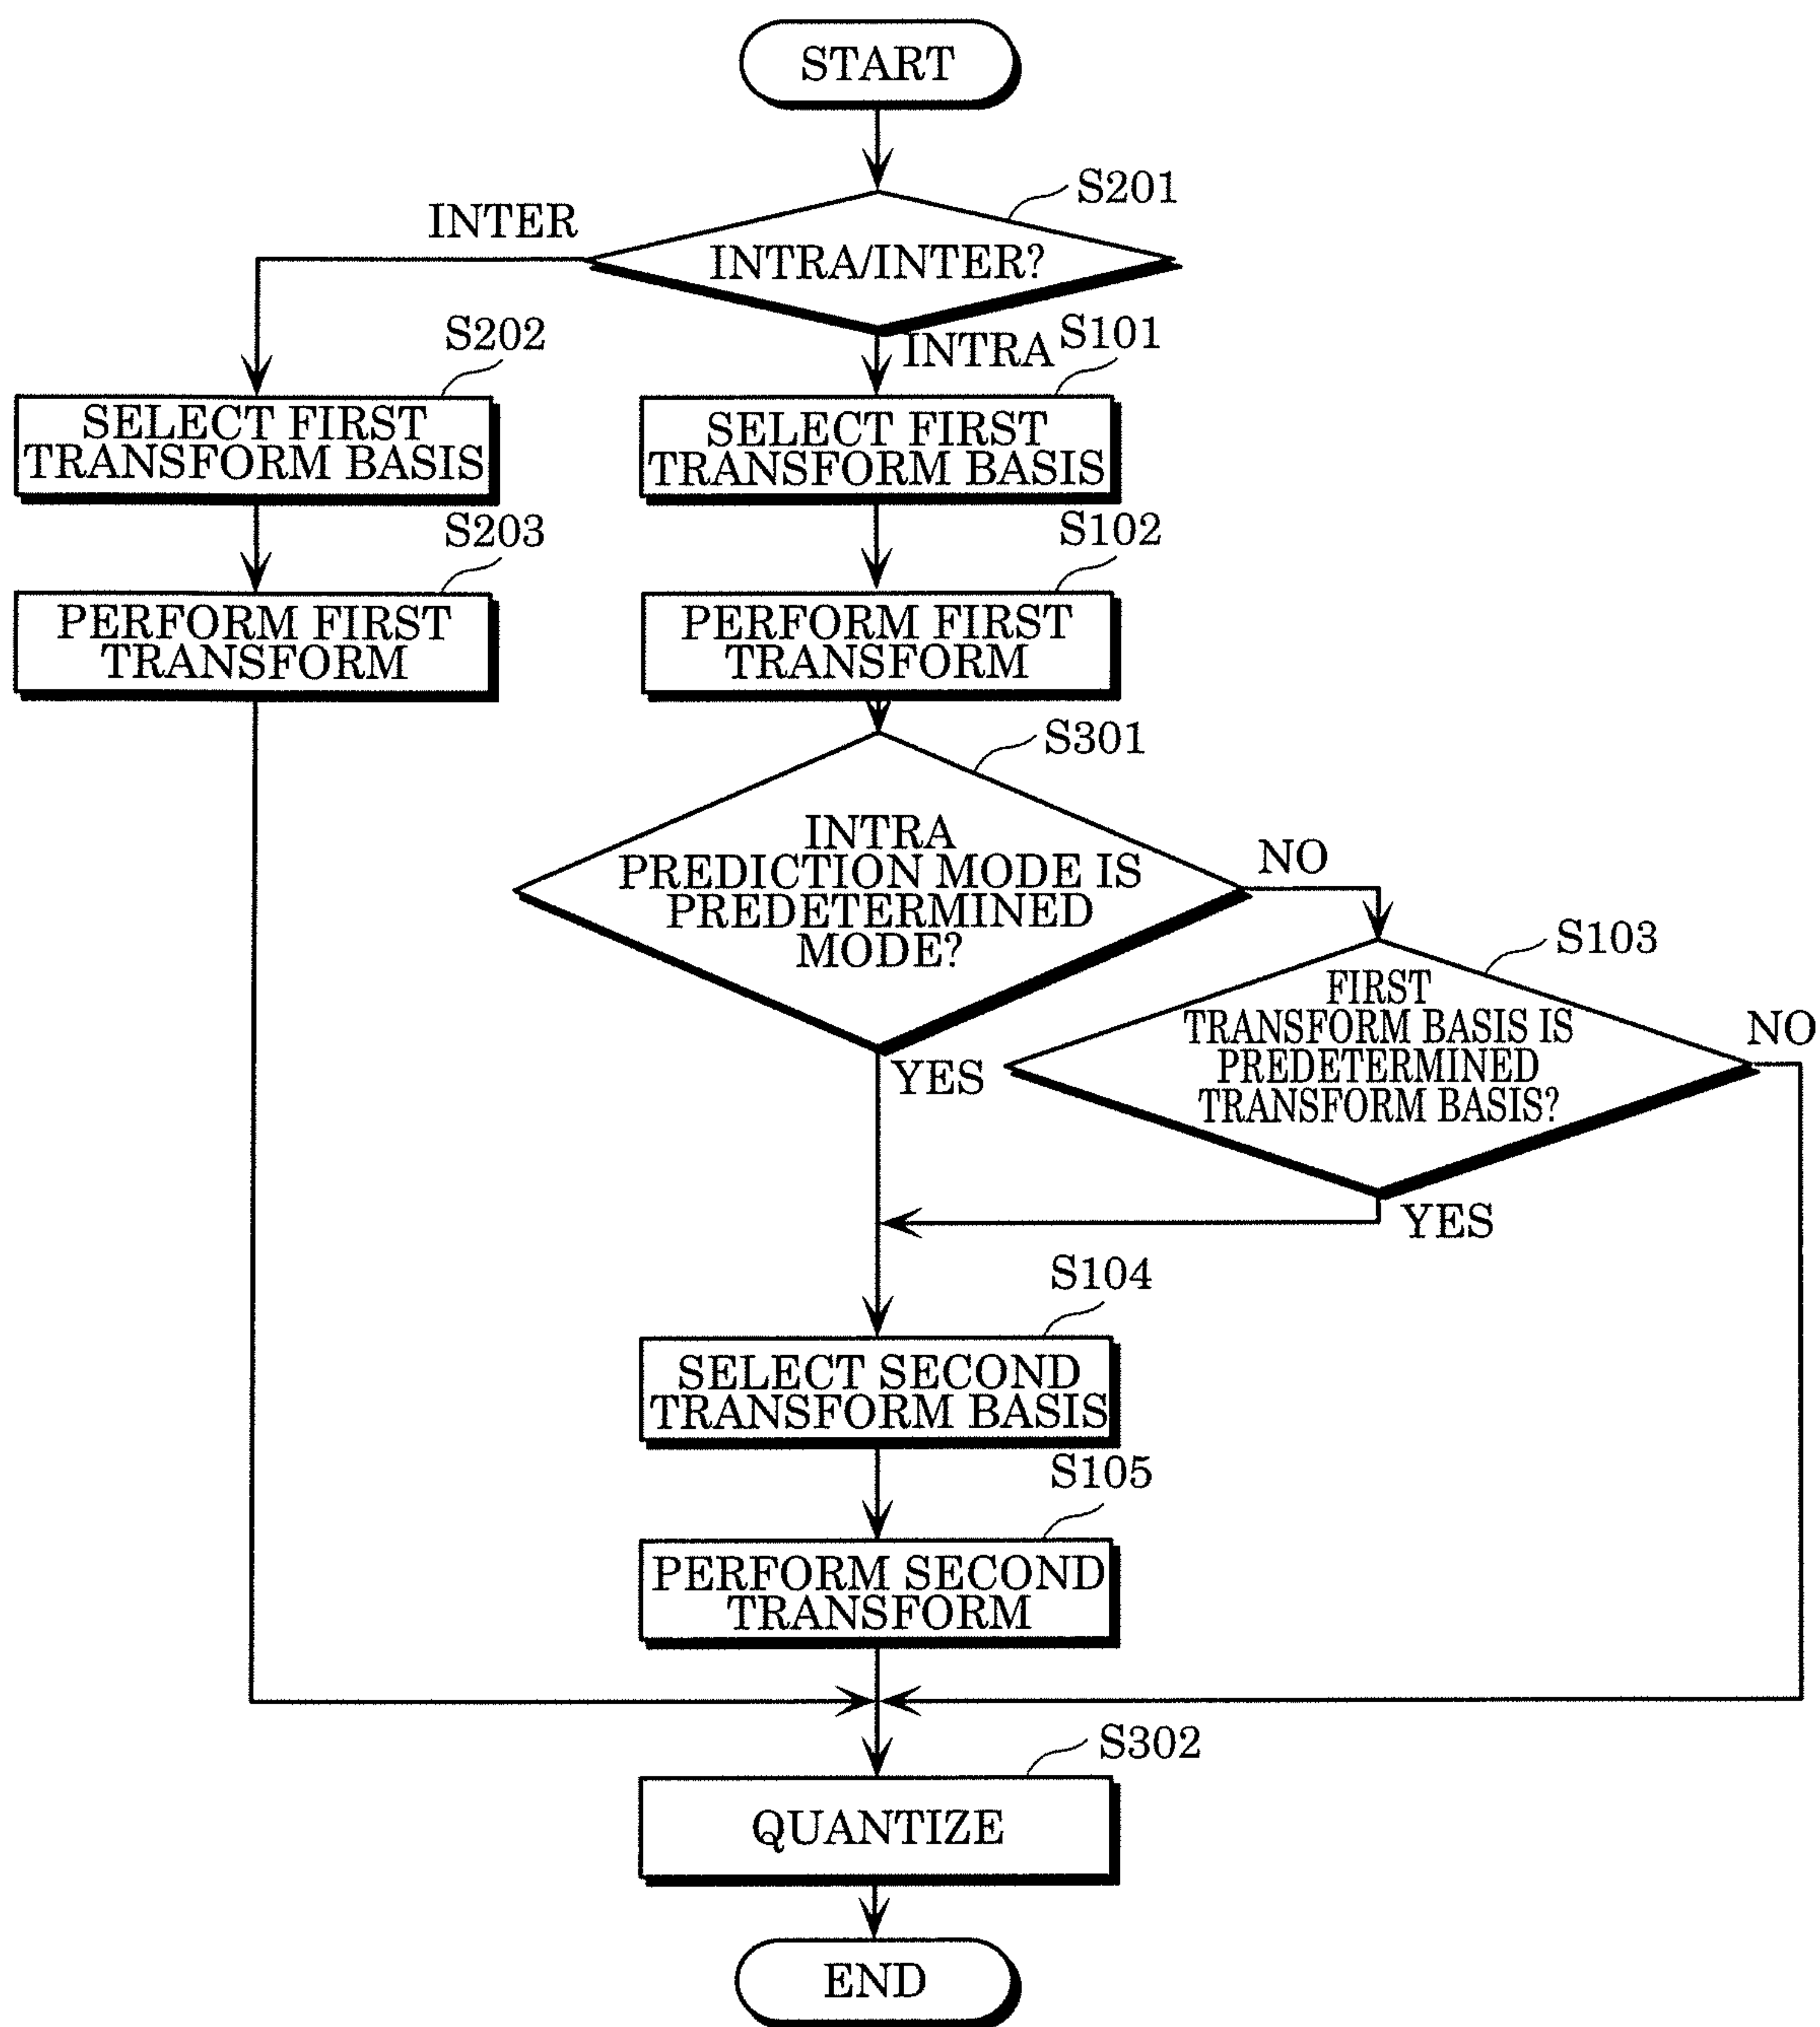 START
S201
INTER
INTRA/INTER?
S202
INTRA
S101
SELECT FIRST
TRANSFORM BASIS
SELECT FIRST
TRANSFORM BASIS
S203
S102
PERFORM FIRST
TRANSFORM
PERFORM FIRST
TRANSFORM
S301
INTRA
PREDICTION MODE IS
PREDETERMINED
MODE?
NO
S103
FIRST
TRANSFORM BASIS IS
PREDETERMINED
TRANSFORM BASIS?
NO
YES
YES
S104
SELECT SECOND
TRANSFORM BASIS
S105
PERFORM SECOND
TRANSFORM
S302
QUANTIZE
END